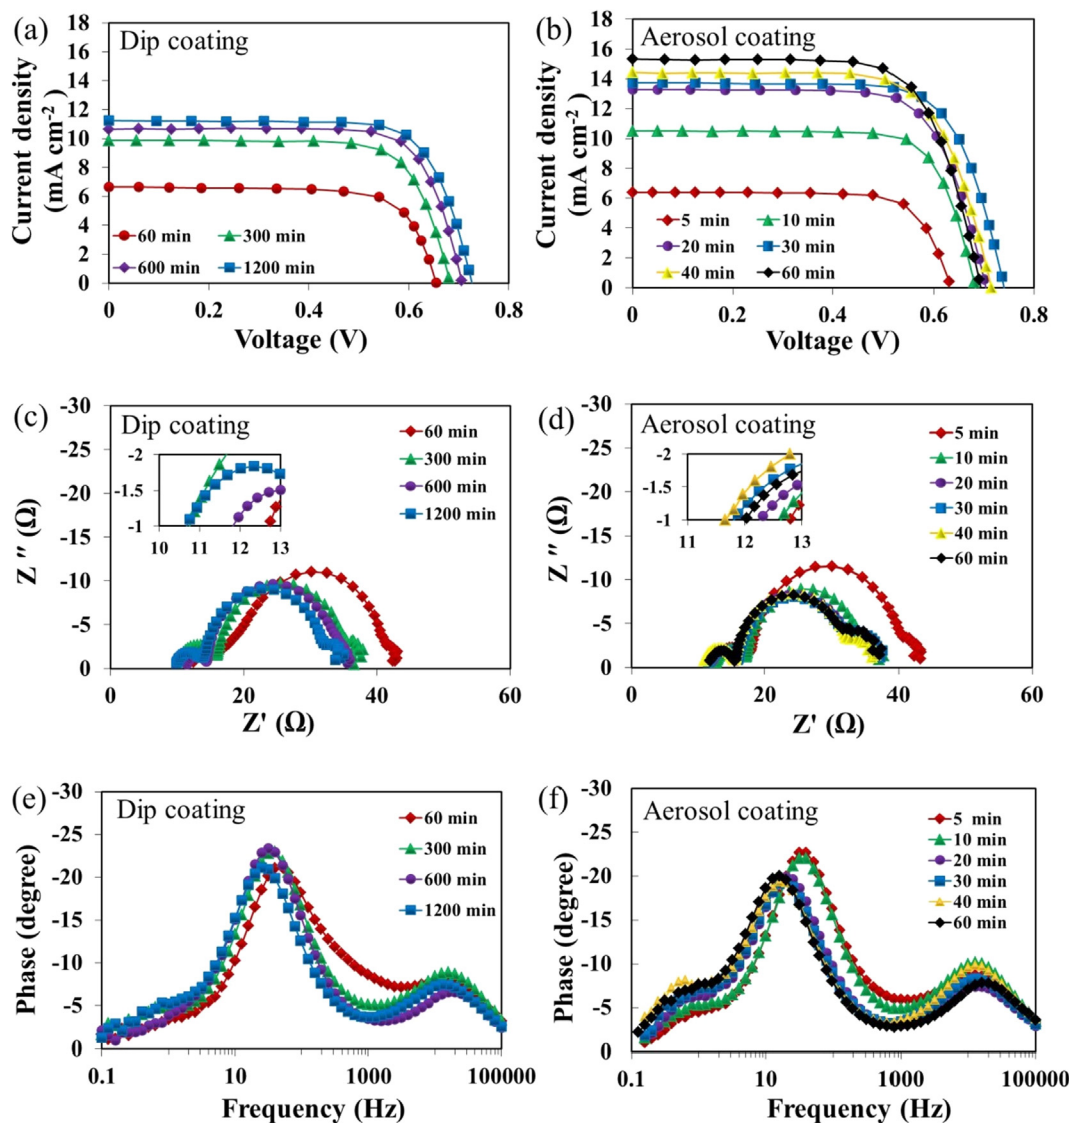 (a)
Dip coating
Current density
(mA cm⁻²)
18
16
14
12
10
8
6
4
2
0
60 min
300 min
600 min
1200 min
0
0.2
0.4
0.6
0.8
Voltage (V)
(b)
Aerosol coating
Current density
(mA cm⁻²)
18
16
14
12
10
8
6
4
2
0
5 min
10 min
20 min
30 min
40 min
60 min
0
0.2
0.4
0.6
0.8
Voltage (V)
(c)
Dip coating
Z ″ (Ω)
-30
-25
-20
-15
-10
-5
0
60 min
300 min
600 min
1200 min
-2
-1.5
-1
10
11
12
13
0
20
40
60
Z' (Ω)
(d)
Aerosol coating
Z ″ (Ω)
-30
-25
-20
-15
-10
-5
0
5 min
10 min
20 min
30 min
40 min
60 min
-2
-1.5
-1
11
12
13
0
20
40
60
Z' (Ω)
(e)
Dip coating
Phase (degree)
-30
-25
-20
-15
-10
-5
0
60 min
300 min
600 min
1200 min
0.1
10
1000
100000
Frequency (Hz)
(f)
Aerosol coating
Phase (degree)
-30
-25
-20
-15
-10
-5
0
5 min
10 min
20 min
30 min
40 min
60 min
0.1
10
1000
100000
Frequency (Hz)